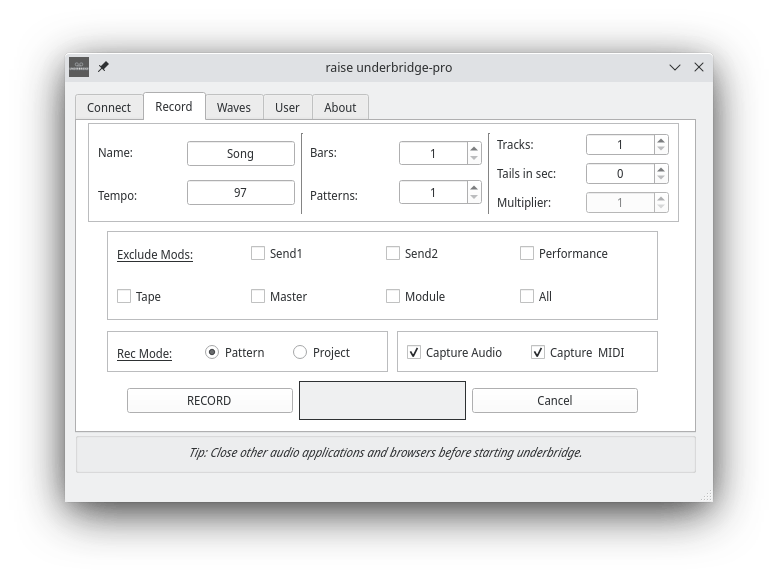 raise underbridge-pro
Connect Record Waves User About
Name: Song Bars: 1 Tracks: 1
Tails in sec: 0
Tempo: 97 Patterns: 1 Multiplier: 1
Exclude Mods: Send1 Send2 Performance
Tape Master Module All
Rec Mode: Pattern Project Capture Audio Capture MIDI
RECORD Cancel
Tip: Close other audio applications and browsers before starting underbridge.